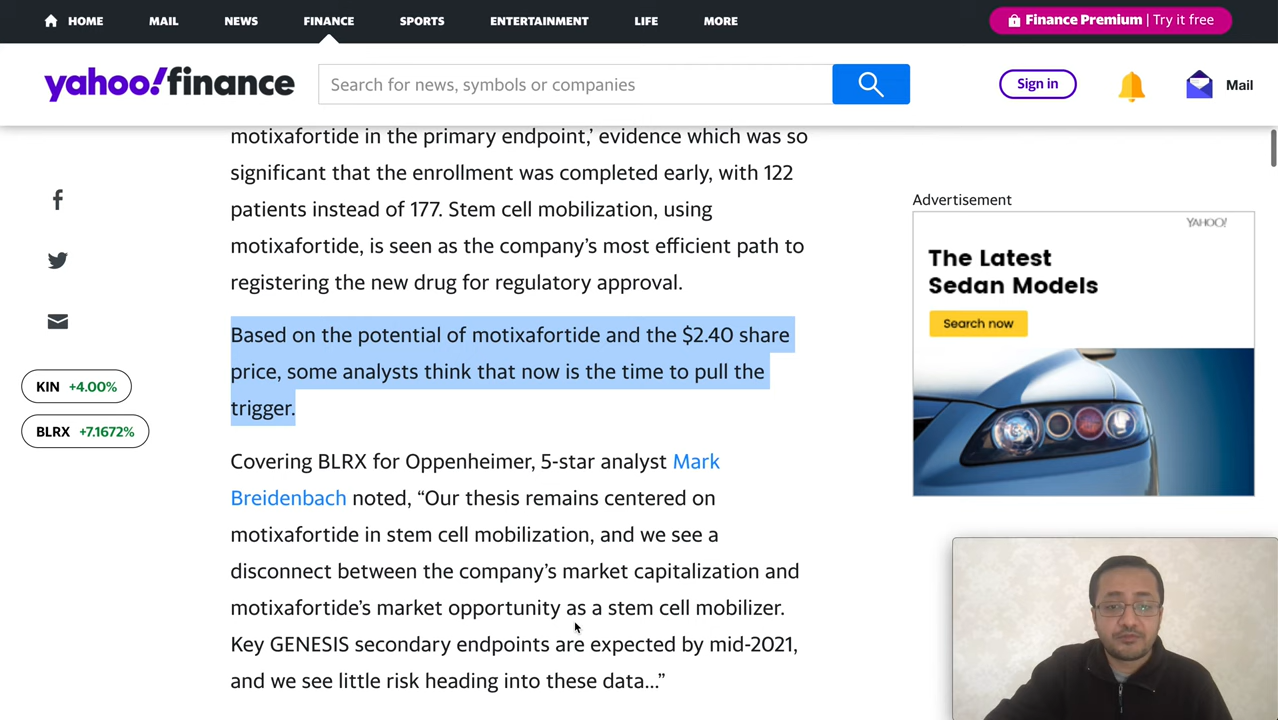 HOME
MAIL
NEWS
FINANCE
SPORTS
ENTERTAINMENT
LIFE
MORE
Finance Premium | Try it free
yahoo!finance
Search for news, symbols or companies
Sign in
Mail
motixafortide in the primary endpoint,’ evidence which was so
significant that the enrollment was completed early, with 122
patients instead of 177. Stem cell mobilization, using
motixafortide, is seen as the company’s most efficient path to
registering the new drug for regulatory approval.
Based on the potential of motixafortide and the $2.40 share
price, some analysts think that now is the time to pull the
trigger.
Covering BLRX for Oppenheimer, 5-star analyst Mark
Breidenbach noted, “Our thesis remains centered on
motixafortide in stem cell mobilization, and we see a
disconnect between the company’s market capitalization and
motixafortide’s market opportunity as a stem cell mobilizer.
Key GENESIS secondary endpoints are expected by mid-2021,
and we see little risk heading into these data…”
KIN +4.00%
BLRX +7.1672%
Advertisement
YAHOO!
The Latest
Sedan Models
Search now